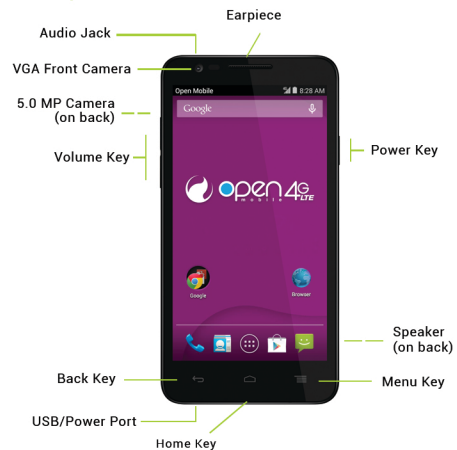 Earpiece
Audio Jack
VGA Front Camera
5.0 MP Camera
(on back)
Volume Key
Power Key
Open Mobile 8:28 AM
Google
open 4G
LTE
mobile
Google
Browser
Speaker
(on back)
Back Key
Menu Key
USB/Power Port
Home Key